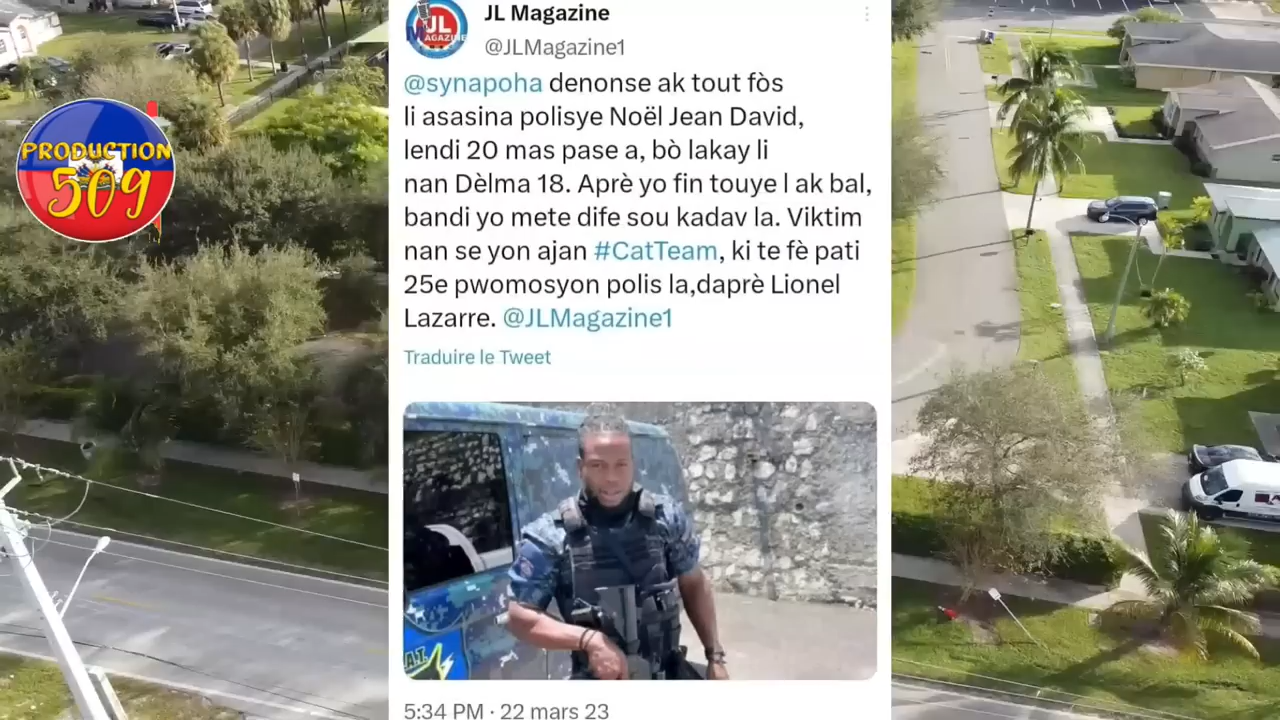 PRODUCTION
509
JL
MAGAZINE
JL Magazine
@JLMagazine1
@synapoha denonse ak tout fòs
li asasina polisye Noël Jean David,
lendi 20 mas pase a, bò lakay li
nan Dèlma 18. Aprè yo fin touye l ak bal,
bandi yo mete dife sou kadav la. Viktim
nan se yon ajan #CatTeam, ki te fè pati
25e pwomosyon polis la,daprè Lionel
Lazarre. @JLMagazine1
Traduire le Tweet
A.T.
5:34 PM · 22 mars 23